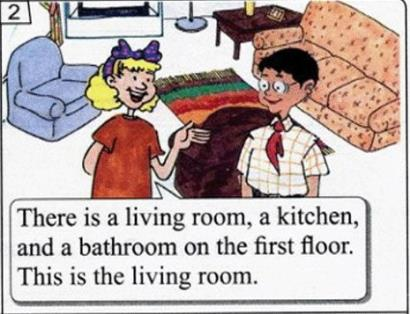 2
There is a living room, a kitchen,
and a bathroom on the first floor.
This is the living room.